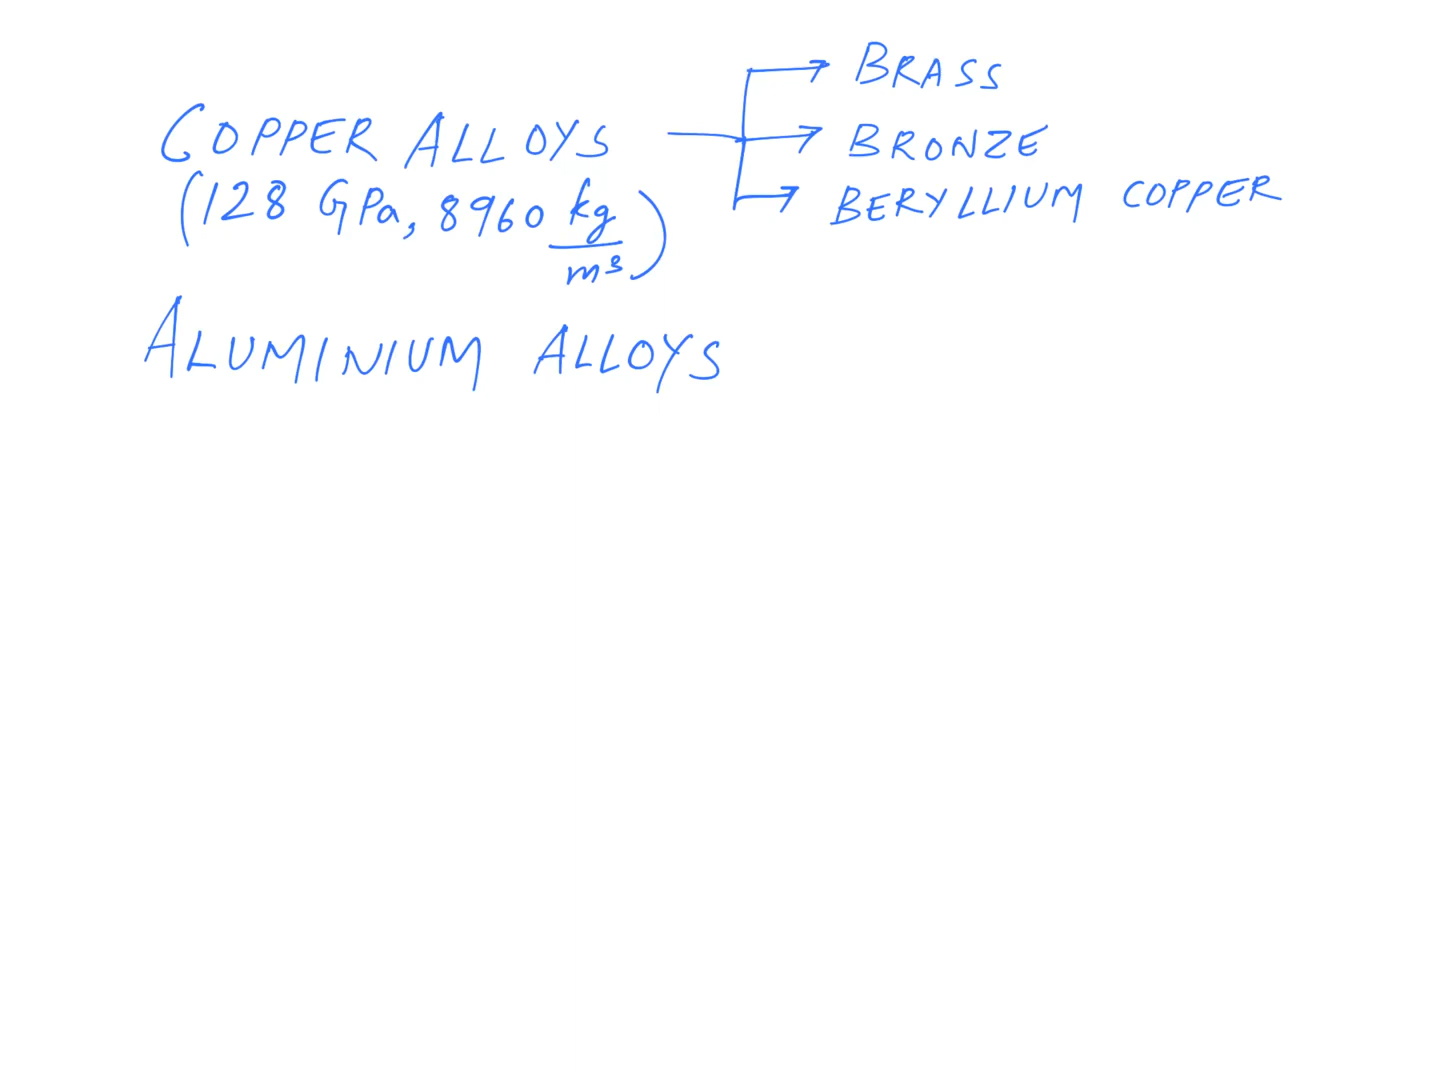 COPPER ALLOYS
(128 GPa, 8960 kg/m³)
BRASS
BRONZE
BERYLLIUM COPPER
ALUMINIUM ALLOYS